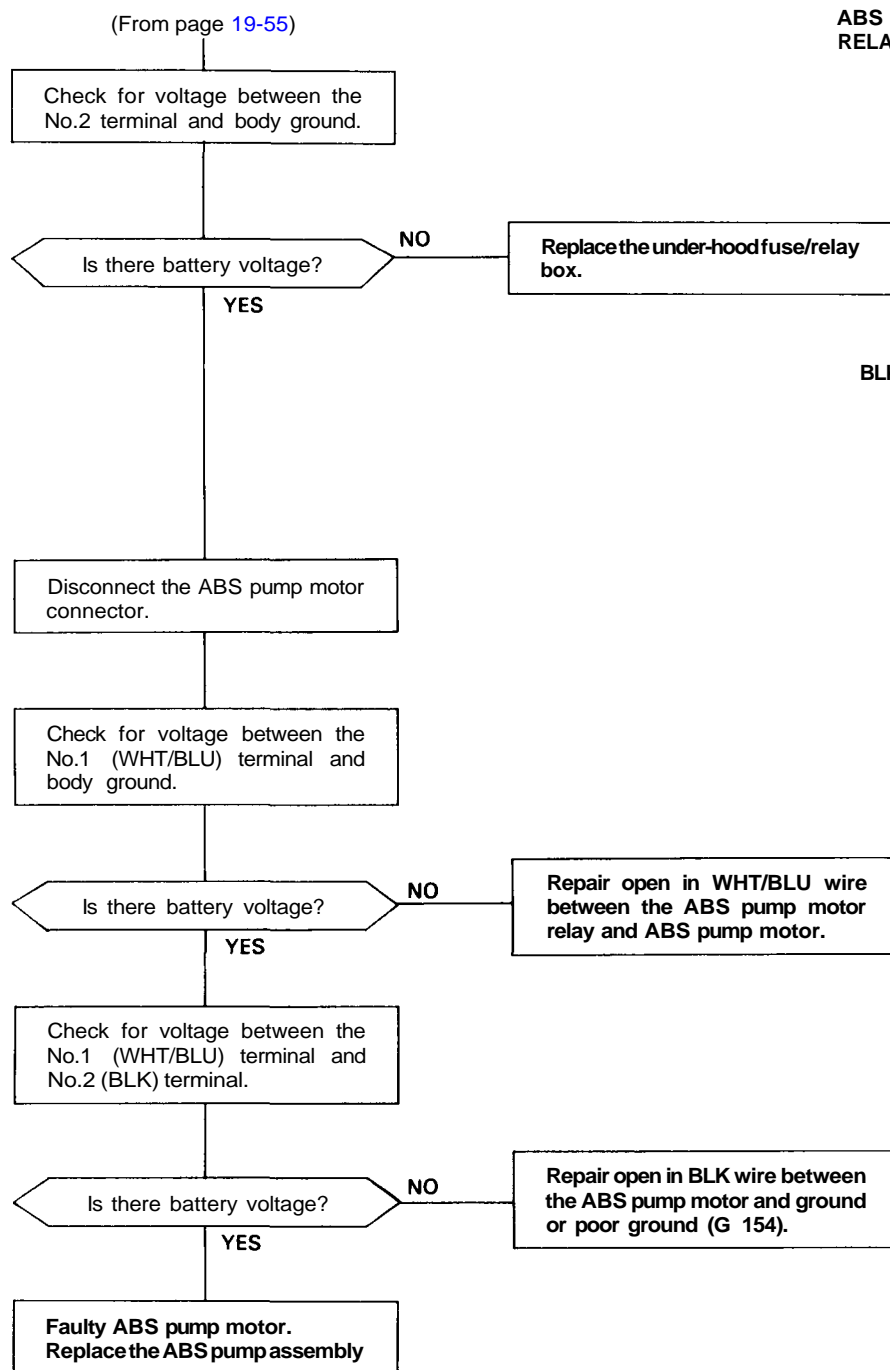 (From page 19-55)
ABS
RELA
Check for voltage between the
No.2 terminal and body ground.
Is there battery voltage?
NO
Replace the under-hood fuse/relay
box.
YES
BLK
Disconnect the ABS pump motor
connector.
Check for voltage between the
No.1 (WHT/BLU) terminal and
body ground.
Is there battery voltage?
NO
Repair open in WHT/BLU wire
between the ABS pump motor
relay and ABS pump motor.
YES
Check for voltage between the
No.1 (WHT/BLU) terminal and
No.2 (BLK) terminal.
Is there battery voltage?
NO
Repair open in BLK wire between
the ABS pump motor and ground
or poor ground (G 154).
YES
Faulty ABS pump motor.
Replace the ABS pump assembly